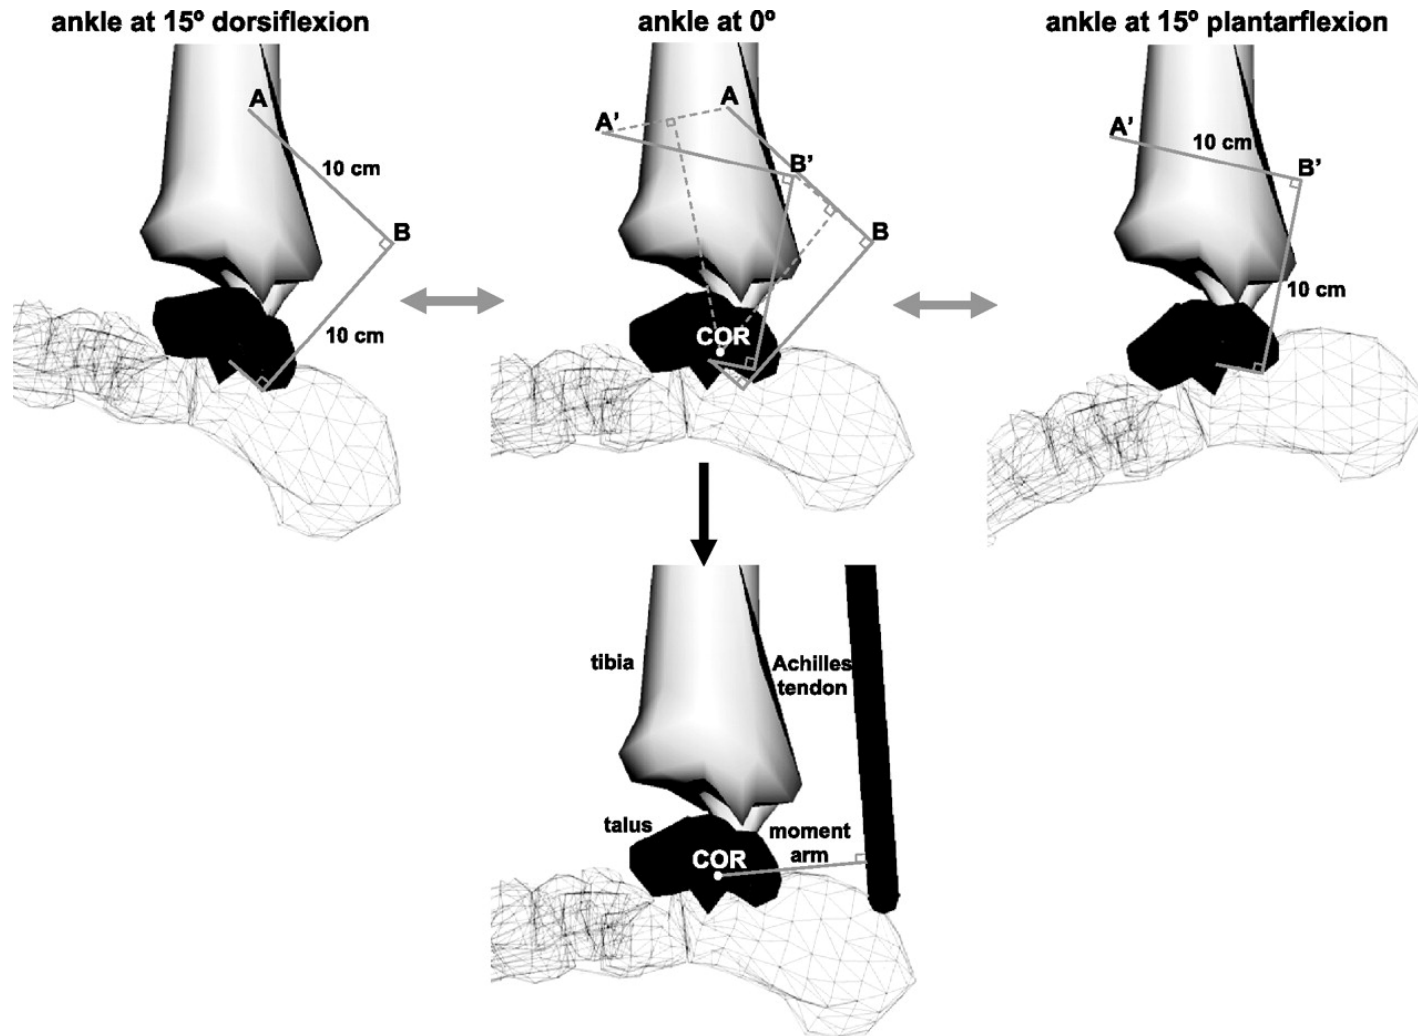 ankle at 15º dorsiflexion
ankle at 0º
ankle at 15º plantarflexion
A
10 cm
B
10 cm
A'
A
B'
B
COR
A'
10 cm
B'
10 cm
tibia
Achilles
tendon
talus
moment
arm
COR